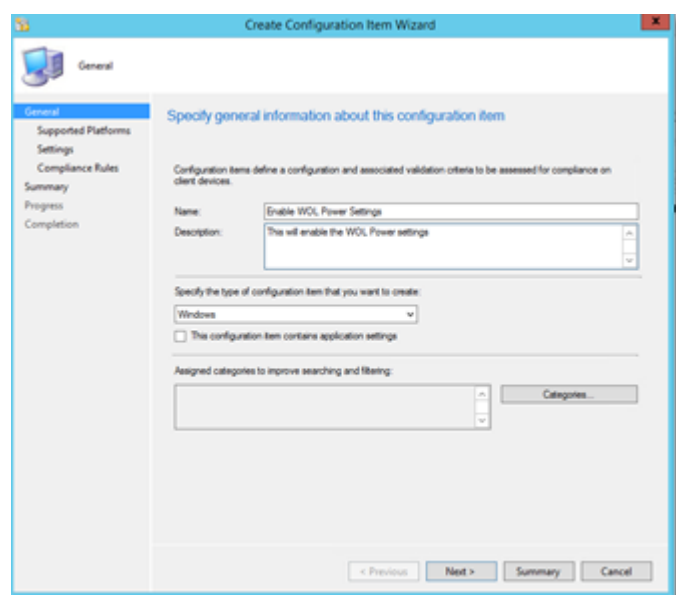 Create Configuration Item Wizard
General
General
Supported Platforms
Settings
Compliance Rules
Summary
Progress
Completion
Specify general information about this configuration item
Configuration items define a configuration and associated validation criteria to be assessed for compliance on
client devices.
Name: Enable WOL Power Settings
Description: This will enable the WOL Power settings
Specify the type of configuration item that you want to create:
Windows
This configuration item contains application settings
Assigned categories to improve searching and filtering:
Categories...
< Previous Next > Summary Cancel